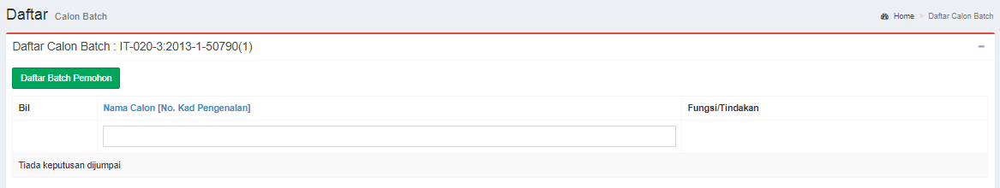 Daftar Calon Batch
Home > Daftar Calon Batch
Daftar Calon Batch : IT-020-3:2013-1-50790(1)
Daftar Batch Pemohon
Bil Nama Calon [No. Kad Pengenalan] Fungsi/Tindakan
Tiada keputusan dijumpai